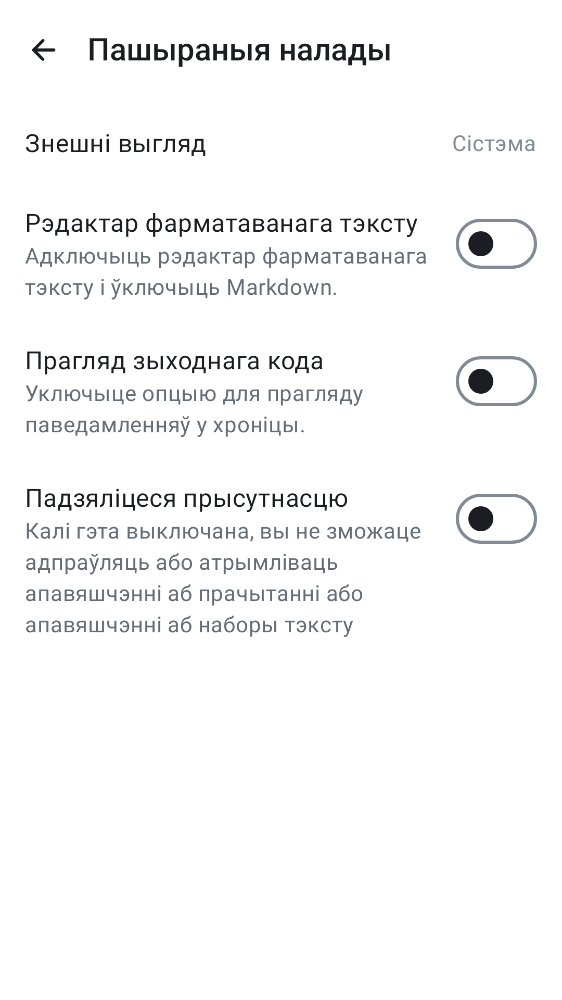 Пашыраныя налады
Знешні выгляд
Сістэма
Рэдактар фарматаванага тэксту
Адключыць рэдактар фарматаванага
тэксту і ўключыць Markdown.
Прагляд зыходнага кода
Уключыце опцыю для прагляду
паведамленняў у хроніцы.
Падзяліцеся прысутнасцю
Калі гэта выключана, вы не зможаце
адпраўляць або атрымліваць
апавяшчэнні аб прачытанні або
апавяшчэнні аб наборы тэксту